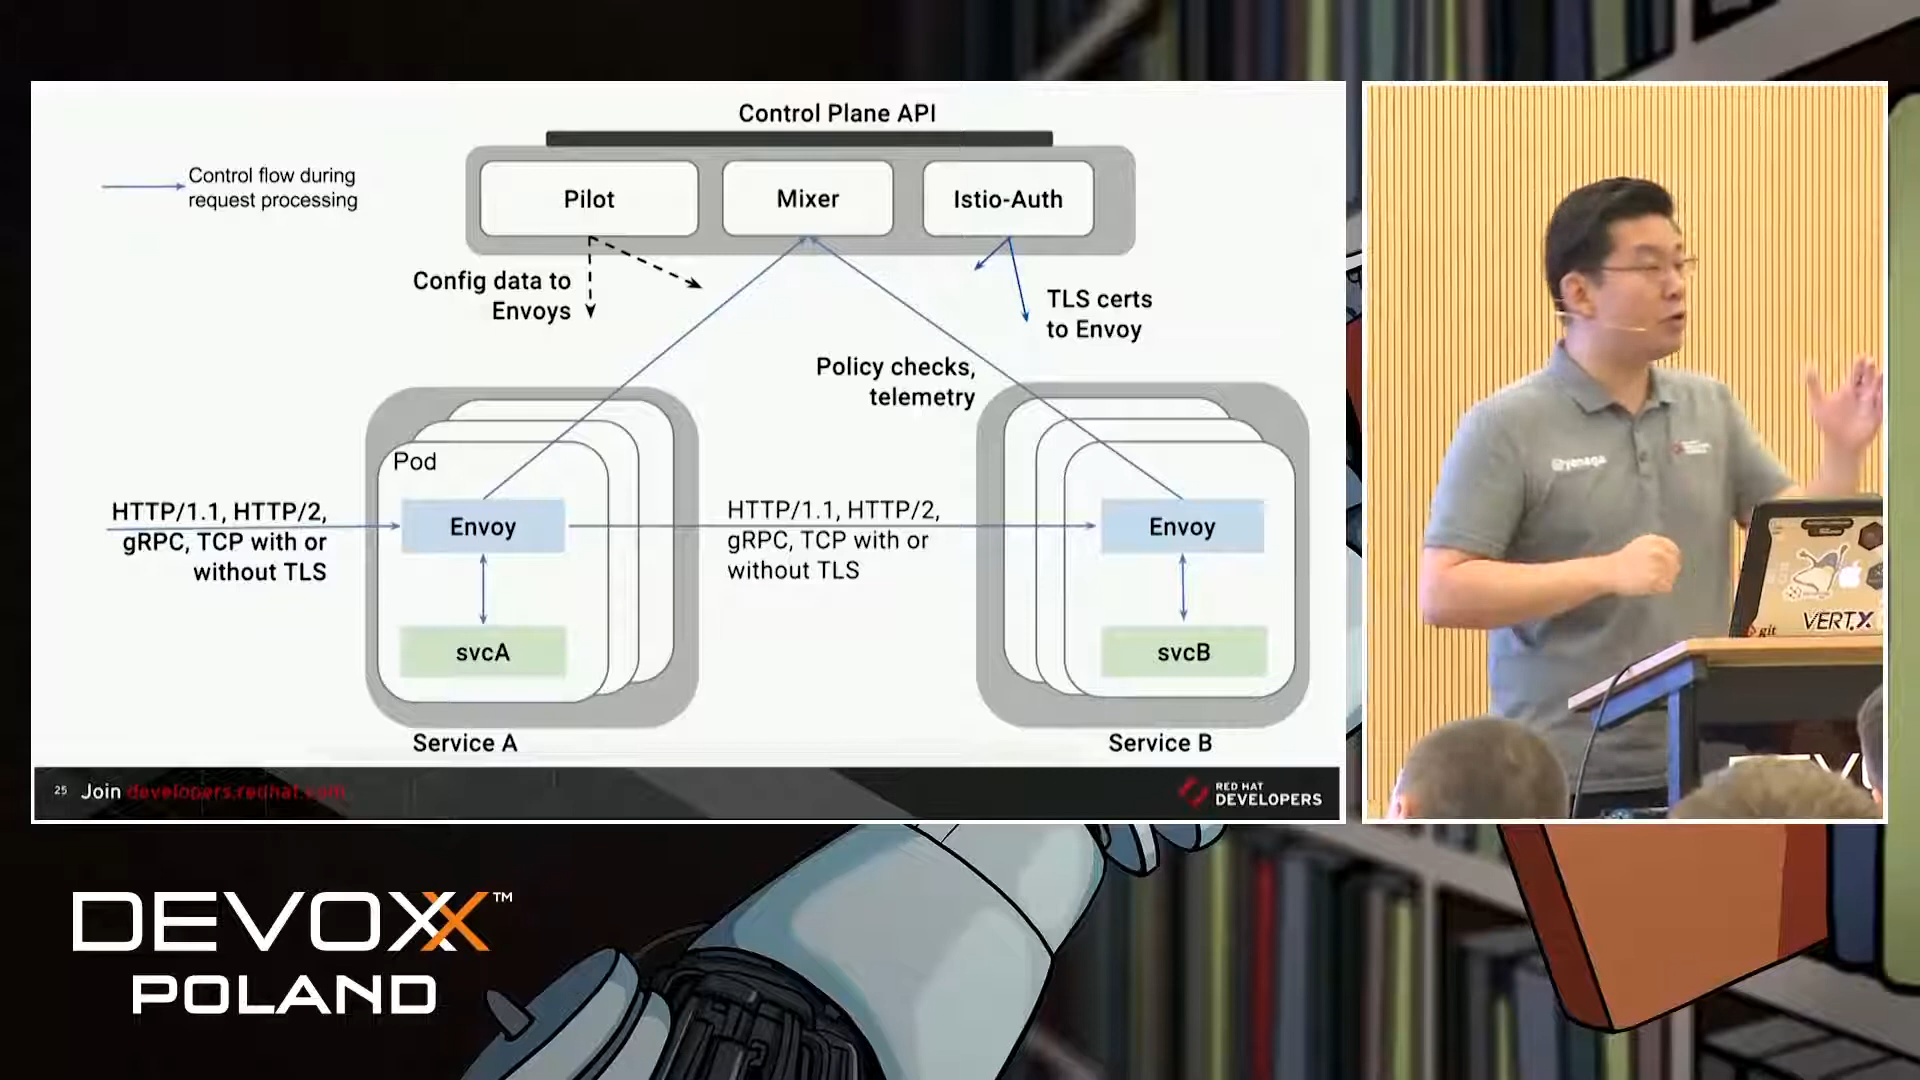 Control Plane API
Control flow during
request processing
Pilot
Mixer
Istio-Auth
Config data to
Envoys
TLS certs
to Envoy
Policy checks,
telemetry
Pod
HTTP/1.1, HTTP/2,
gRPC, TCP with or
without TLS
Envoy
svcA
HTTP/1.1, HTTP/2,
gRPC, TCP with or
without TLS
Envoy
svcB
Service A
Service B
25 Join developers.redhat.com
RED HAT
DEVELOPERS
@yanaga
VERT.X
git
DEVOXX™
POLAND